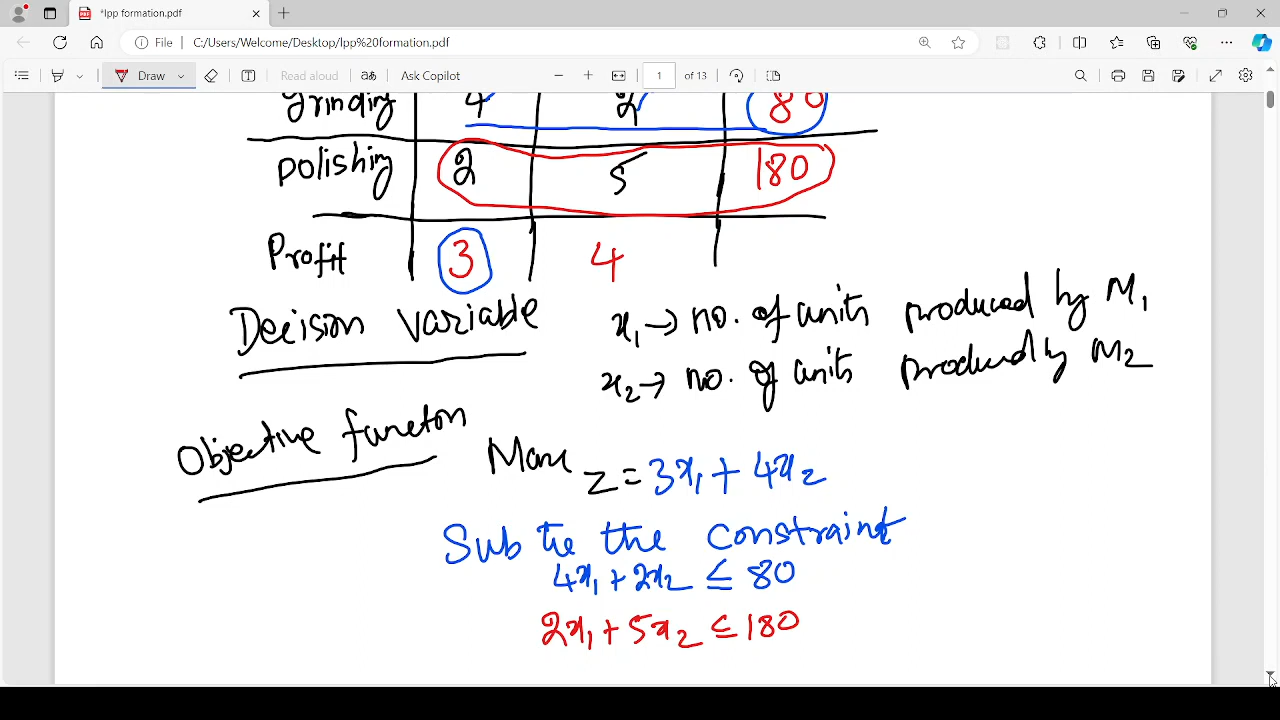 *lpp formation.pdf
File C:/Users/Welcome/Desktop/lpp%20formation.pdf
Draw Read aloud Ask Copilot 1 of 13
grinding 4 2 80
polishing 2 5 180
Profit 3 4
Decision variable
x₁→ no. of units produced by M₁
x₂→ no. of units produced by M₂
Objective functon
Z = 3x₁ + 4x₂
Sub to the constraint
4x₁ + 2x₂ ≤ 80
2x₁ + 5x₂ ≤ 180